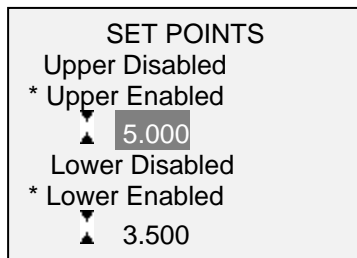 SET POINTS
Upper Disabled
* Upper Enabled
5.000
Lower Disabled
* Lower Enabled
3.500